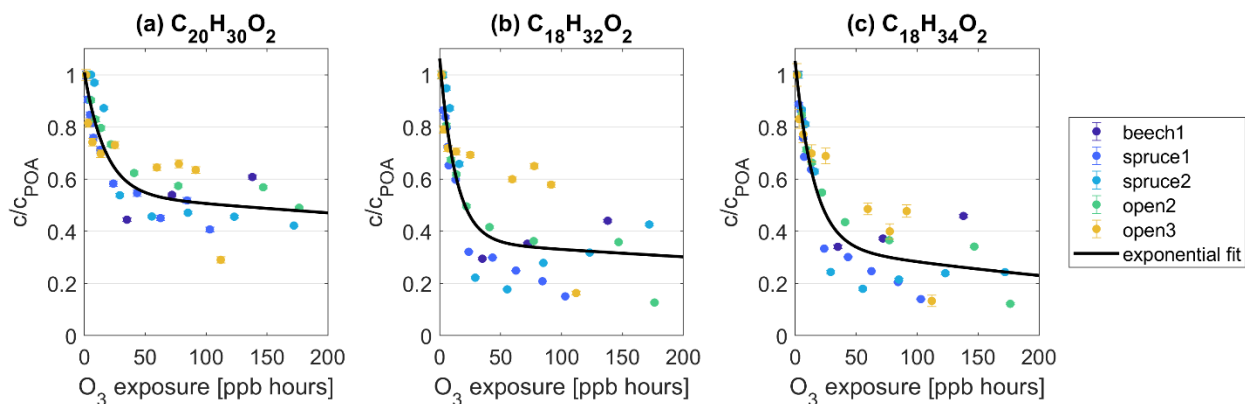 (a) C₂₀H₃₀O₂
(b) C₁₈H₃₂O₂
(c) C₁₈H₃₄O₂
c/c_POA
1
0.8
0.6
0.4
0.2
0
0 50 100 150 200
O₃ exposure [ppb hours]
c/c_POA
1
0.8
0.6
0.4
0.2
0
0 50 100 150 200
O₃ exposure [ppb hours]
c/c_POA
1
0.8
0.6
0.4
0.2
0
0 50 100 150 200
O₃ exposure [ppb hours]
beech1
spruce1
spruce2
open2
open3
exponential fit